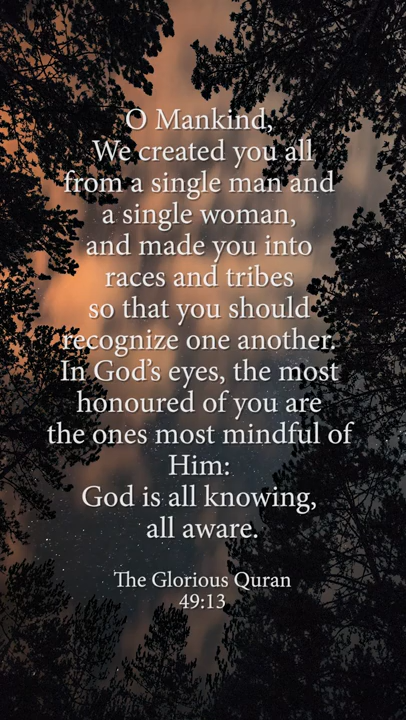 O Mankind,
We created you all
from a single man and
a single woman,
and made you into
races and tribes
so that you should
recognize one another.
In God’s eyes, the most
honoured of you are
the ones most mindful of
Him:
God is all knowing,
all aware.
The Glorious Quran
49:13